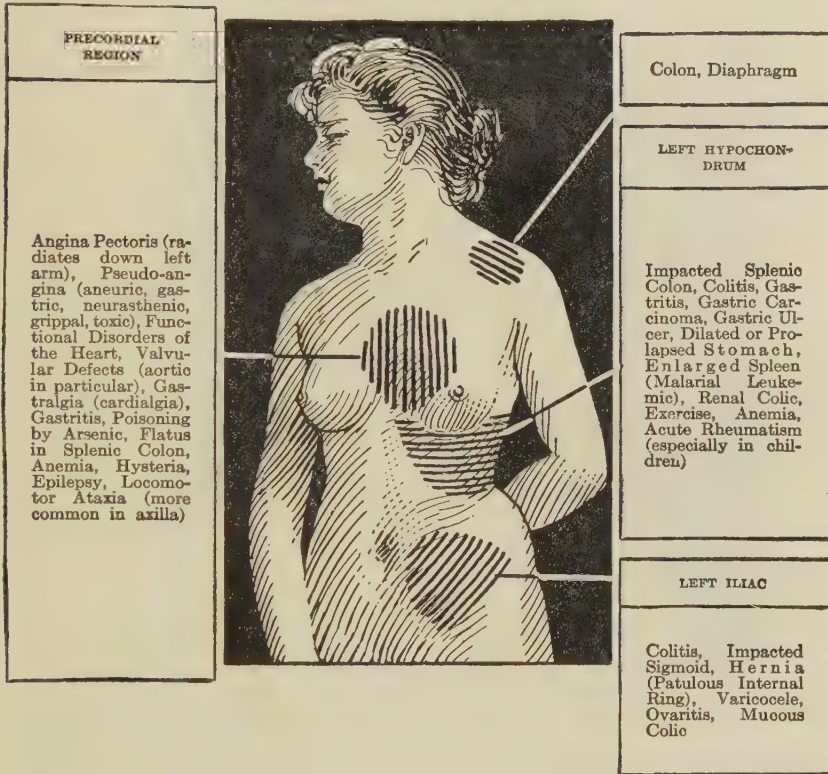 PRECORDIAL
REGION
Angina Pectoris (ra-
diates down left
arm), Pseudo-an-
gina (aneuric, gas-
tric, neurasthenic,
grippal, toxic), Func-
tional Disorders of
the Heart, Valvu-
lar Defects (aortic
in particular), Gas-
tralgia (cardialgia),
Gastritis, Poisoning
by Arsenic, Flatus
in Splenic Colon,
Anemia, Hysteria,
Epilepsy, Locomo-
tor Ataxia (more
common in axilla)
Colon, Diaphragm
LEFT HYPOCHON-
DRUM
Impacted Splenic
Colon, Colitis, Gas-
tritis, Gastric Car-
cinoma, Gastric Ul-
cer, Dilated or Pro-
lapsed Stomach,
Enlarged Spleen
(Malarial Leuke-
mic), Renal Colic,
Exercise, Anemia,
Acute Rheumatism
(especially in chil-
dren)
LEFT ILIAC
Colitis, Impacted
Sigmoid, Hernia
(Patulous Internal
Ring), Varicocele,
Ovaritis, Mucous
Colic